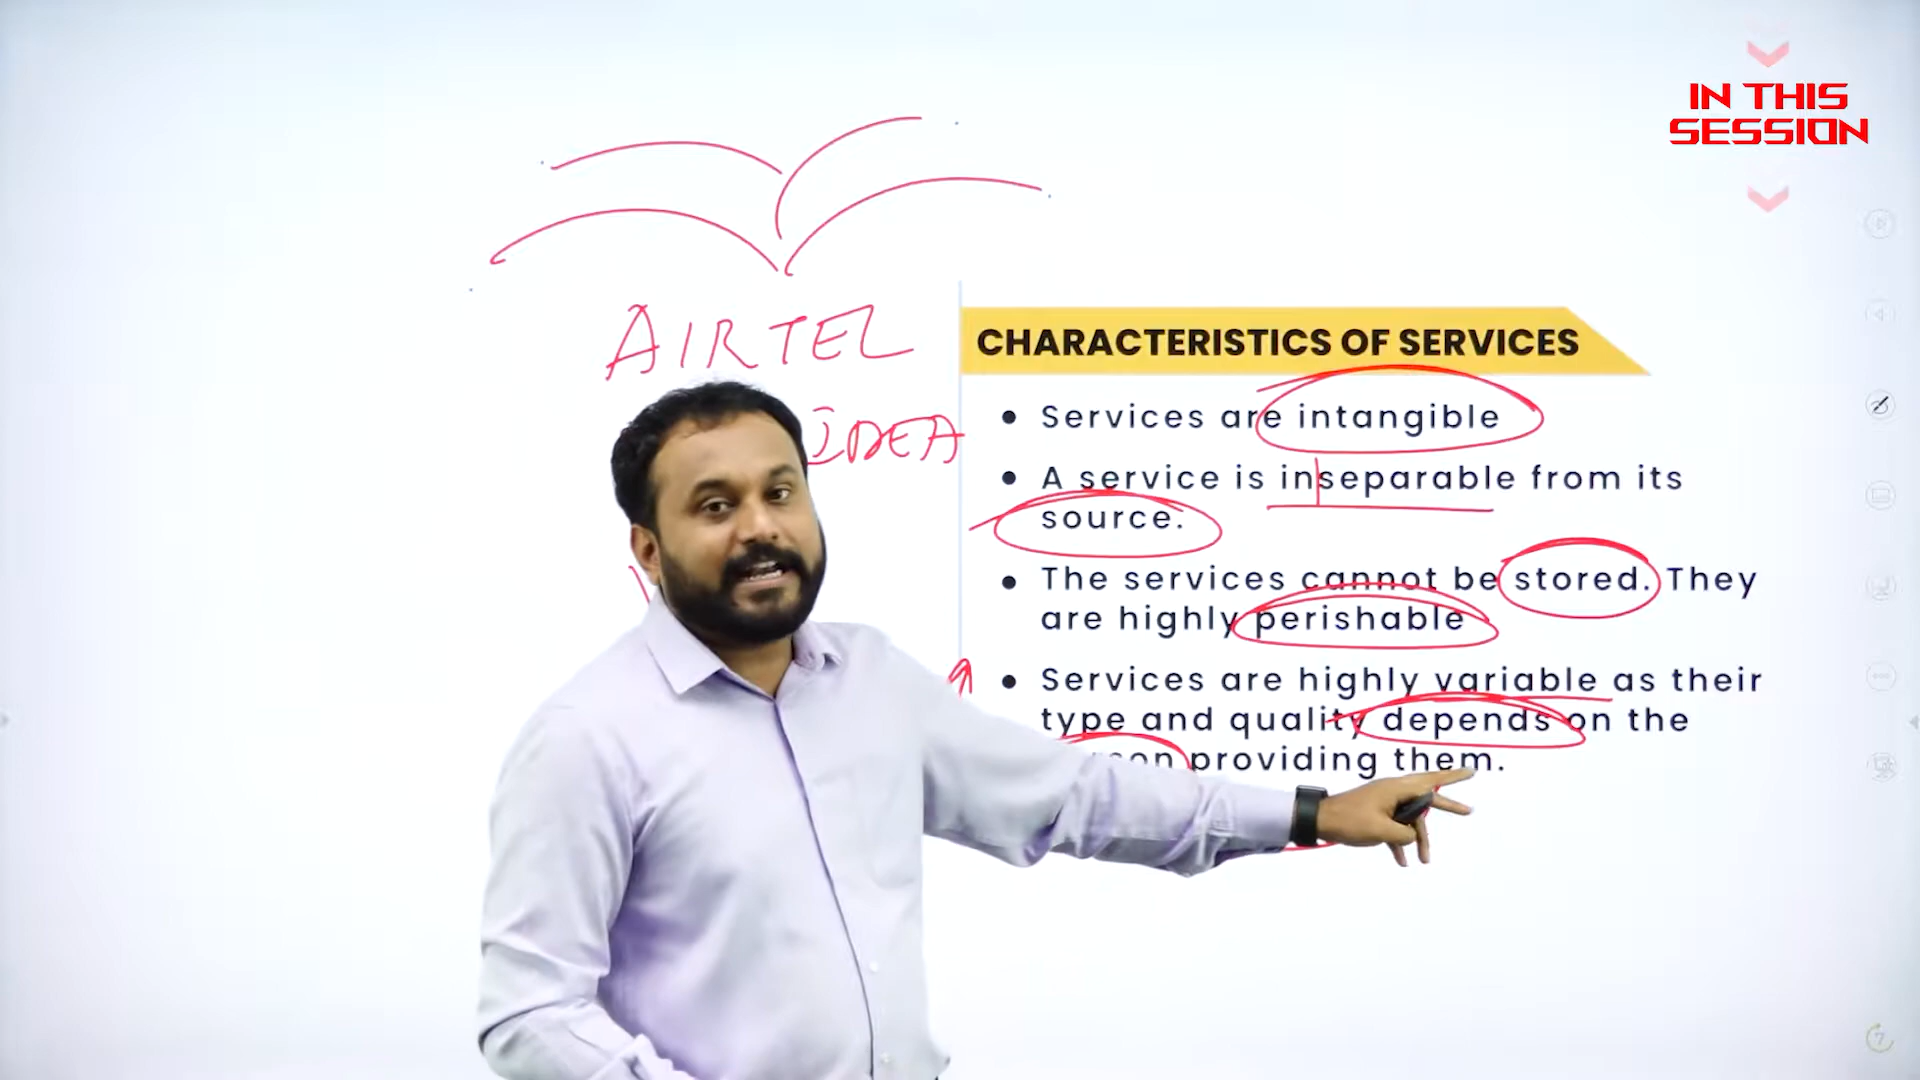 IN THIS
SESSION
AIRTEL
IDEA
CHARACTERISTICS OF SERVICES
• Services are intangible
• A service is inseparable from its
source.
• The services cannot be stored. They
are highly perishable
• Services are highly variable as their
type and quality depends on the
providing them.
7